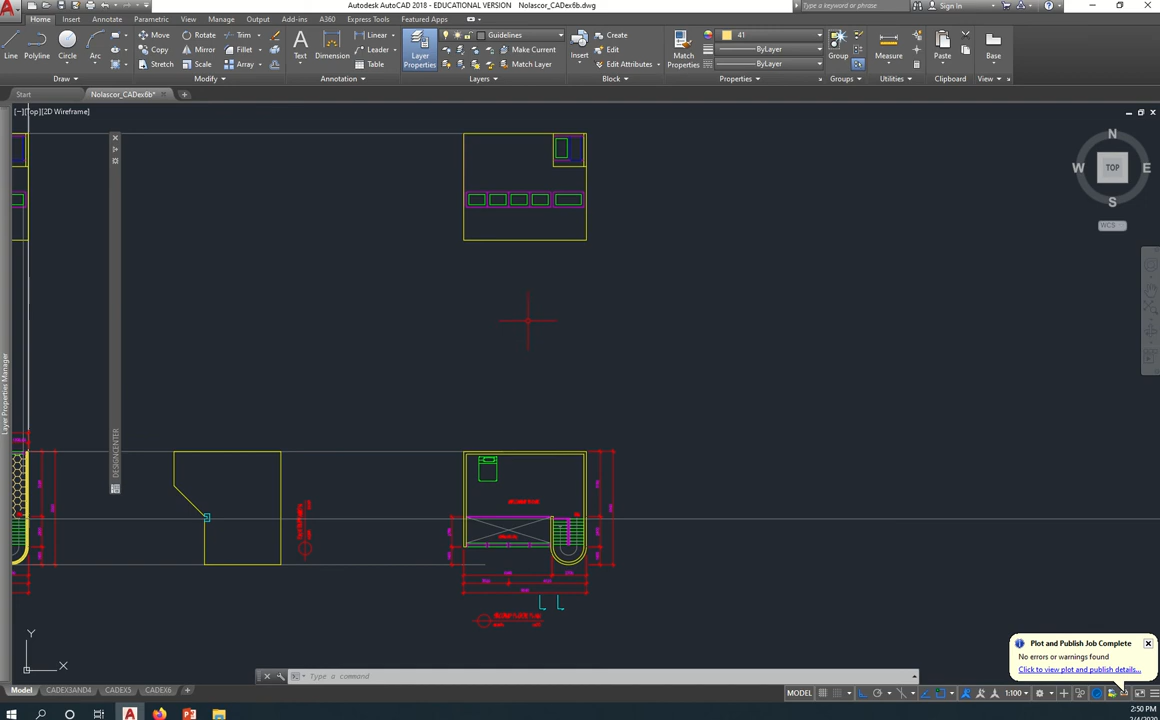 Autodesk AutoCAD 2018 - EDUCATIONAL VERSION Nolascor_CADex6b.dwg
Type a keyword or phrase
Sign In
Home Insert Annotate Parametric View Manage Output Add-ins A360 Express Tools Featured Apps
Line Polyline Circle Arc
Move Rotate Trim
Copy Mirror Fillet
Stretch Scale Array
Text Dimension
Linear
Leader
Table
Layer Properties
Guidelines
Make Current
Match Layer
Insert
Create
Edit
Edit Attributes
Match Properties
41
ByLayer
ByLayer
Group
Measure
Paste
Base
Draw Modify Annotation Layers Block Properties Groups Utilities Clipboard View
Start Nolascor_CADex6b*
[−][Top][2D Wireframe]
N
W TOP E
S
WCS
Layer Properties Manager
DESIGNCENTER
Y
X
Type a command
Plot and Publish Job Complete
No errors or warnings found
Click to view plot and publish details...
Model CADEX3AND4 CADEX5 CADEX6
MODEL
1:100
2:50 PM